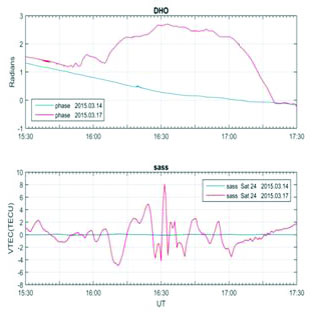 DHO
3
2
1
0
-1
Radians
phase 2015.03.14
phase 2015.03.17
15:30 16:00 16:30 17:00 17:30
sass
10
8
6
4
2
0
-2
-4
-6
-8
VTEC(TECU)
sass Sat 24 2015.03.14
sass Sat 24 2015.03.17
15:30 16:00 16:30 17:00 17:30
UT